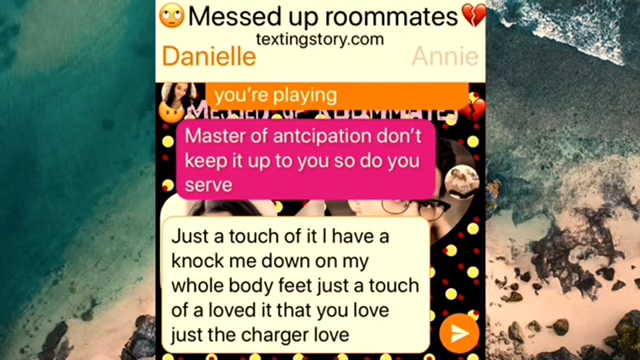 Messed up roommates
textingstory.com
Danielle
Annie
you're playing
Master of antcipation don't
keep it up to you so do you
serve
Just a touch of it I have a
knock me down on my
whole body feet just a touch
of a loved it that you love
just the charger love